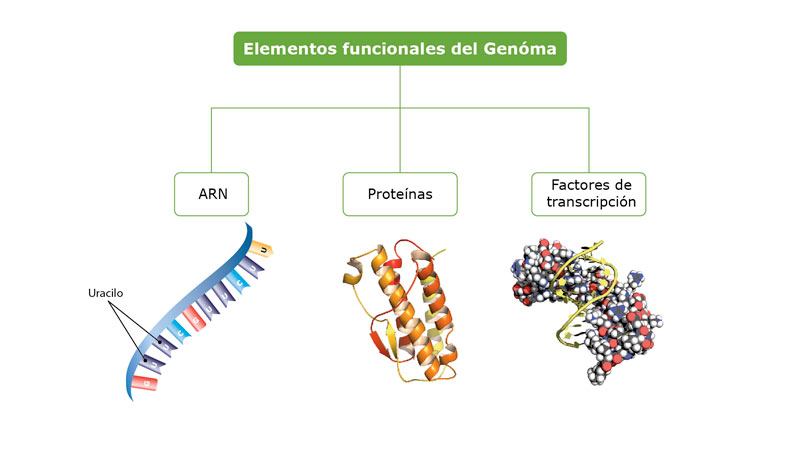 Elementos funcionales del Genóma
ARN
Proteínas
Factores de
transcripción
Uracilo